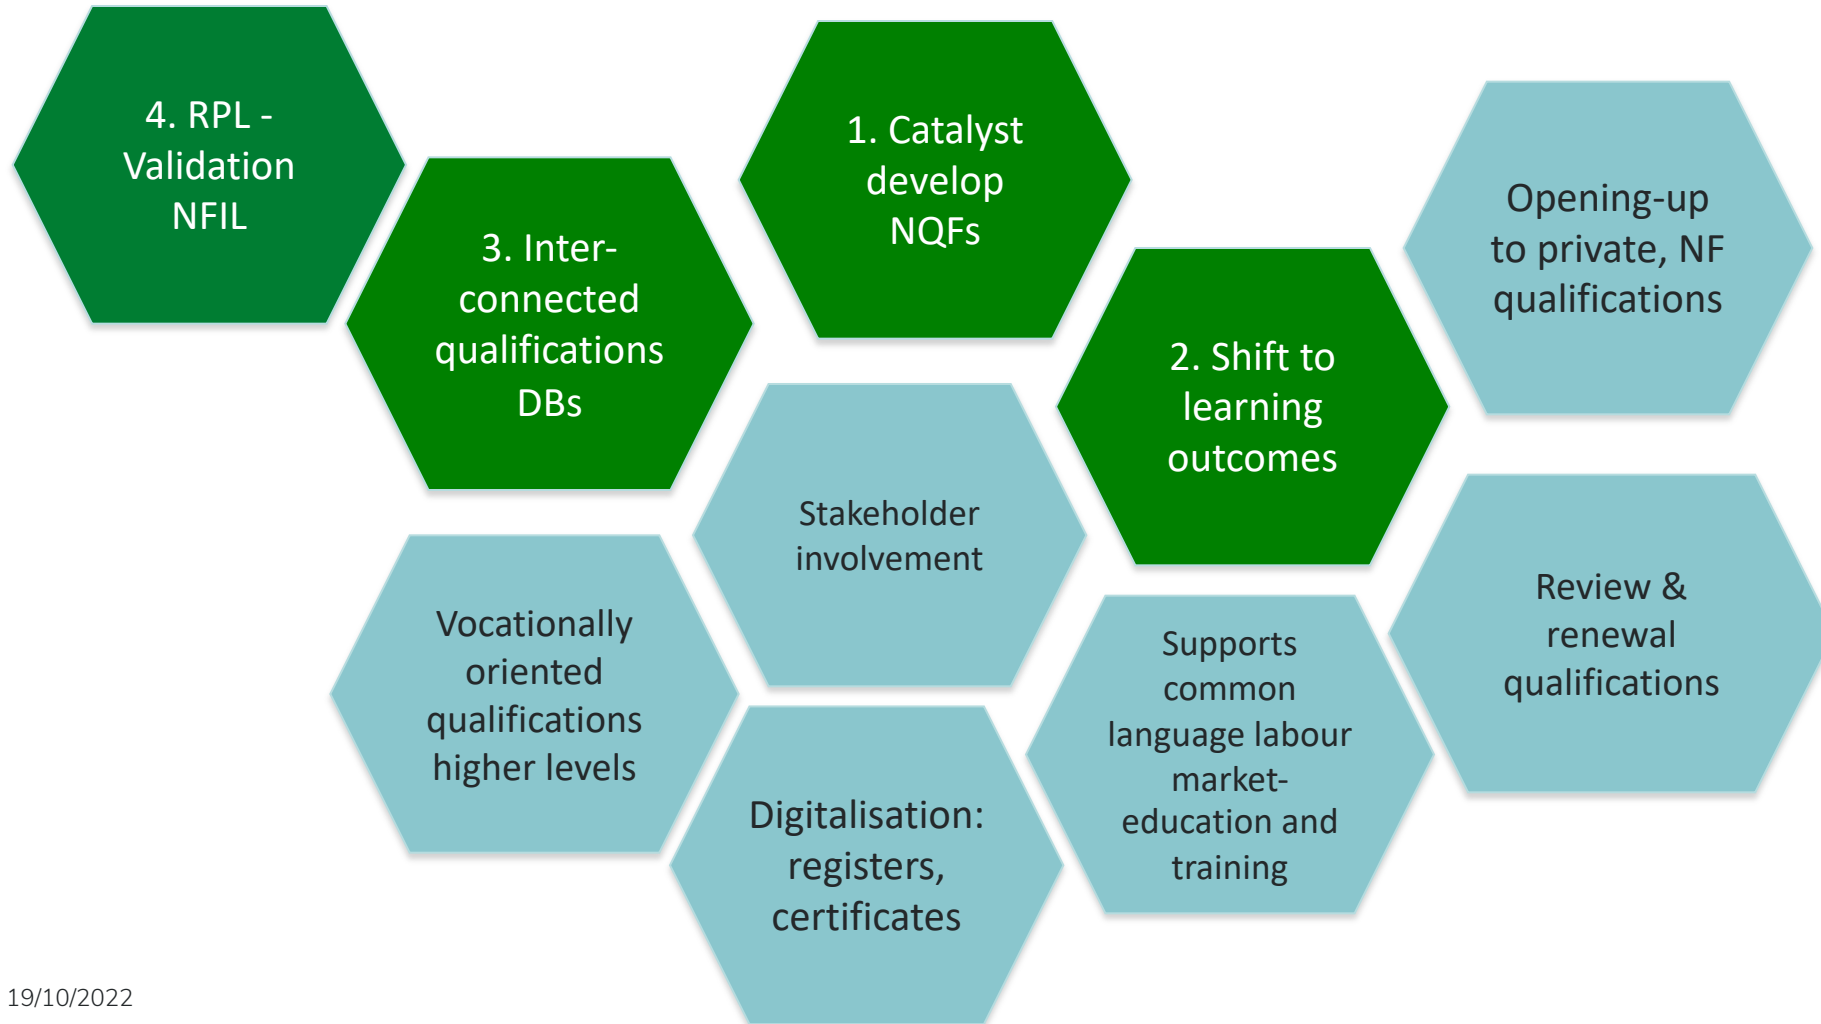 4. RPL -
Validation
NFIL
3. Inter-
connected
qualifications
DBs
1. Catalyst
develop
NQFs
2. Shift to
learning
outcomes
Opening-up
to private, NF
qualifications
Stakeholder
involvement
Vocationally
oriented
qualifications
higher levels
Digitalisation:
registers,
certificates
Supports
common
language labour
market-
education and
training
Review &
renewal
qualifications
19/10/2022